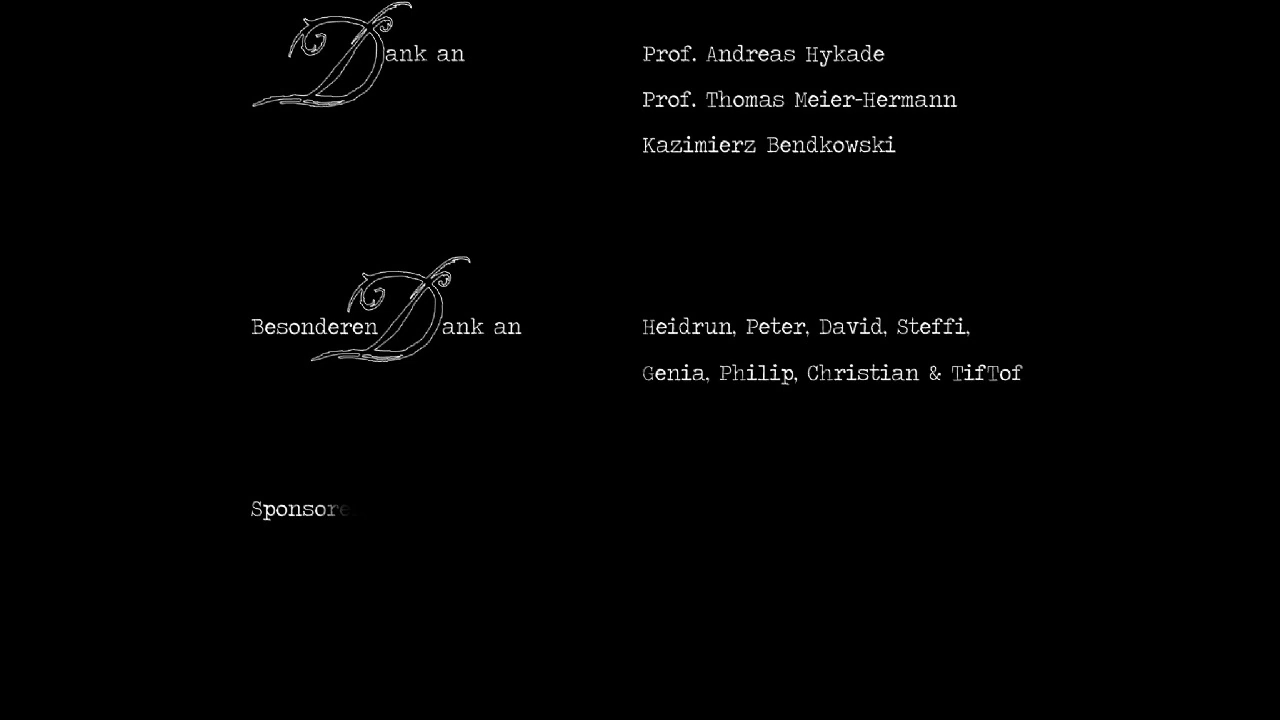 Dank an Prof. Andreas Hykade
Prof. Thomas Meier-Hermann
Kazimierz Bendkowski
Besonderen Dank an Heidrun, Peter, David, Steffi,
Genia, Philip, Christian & TifTof
Sponsore